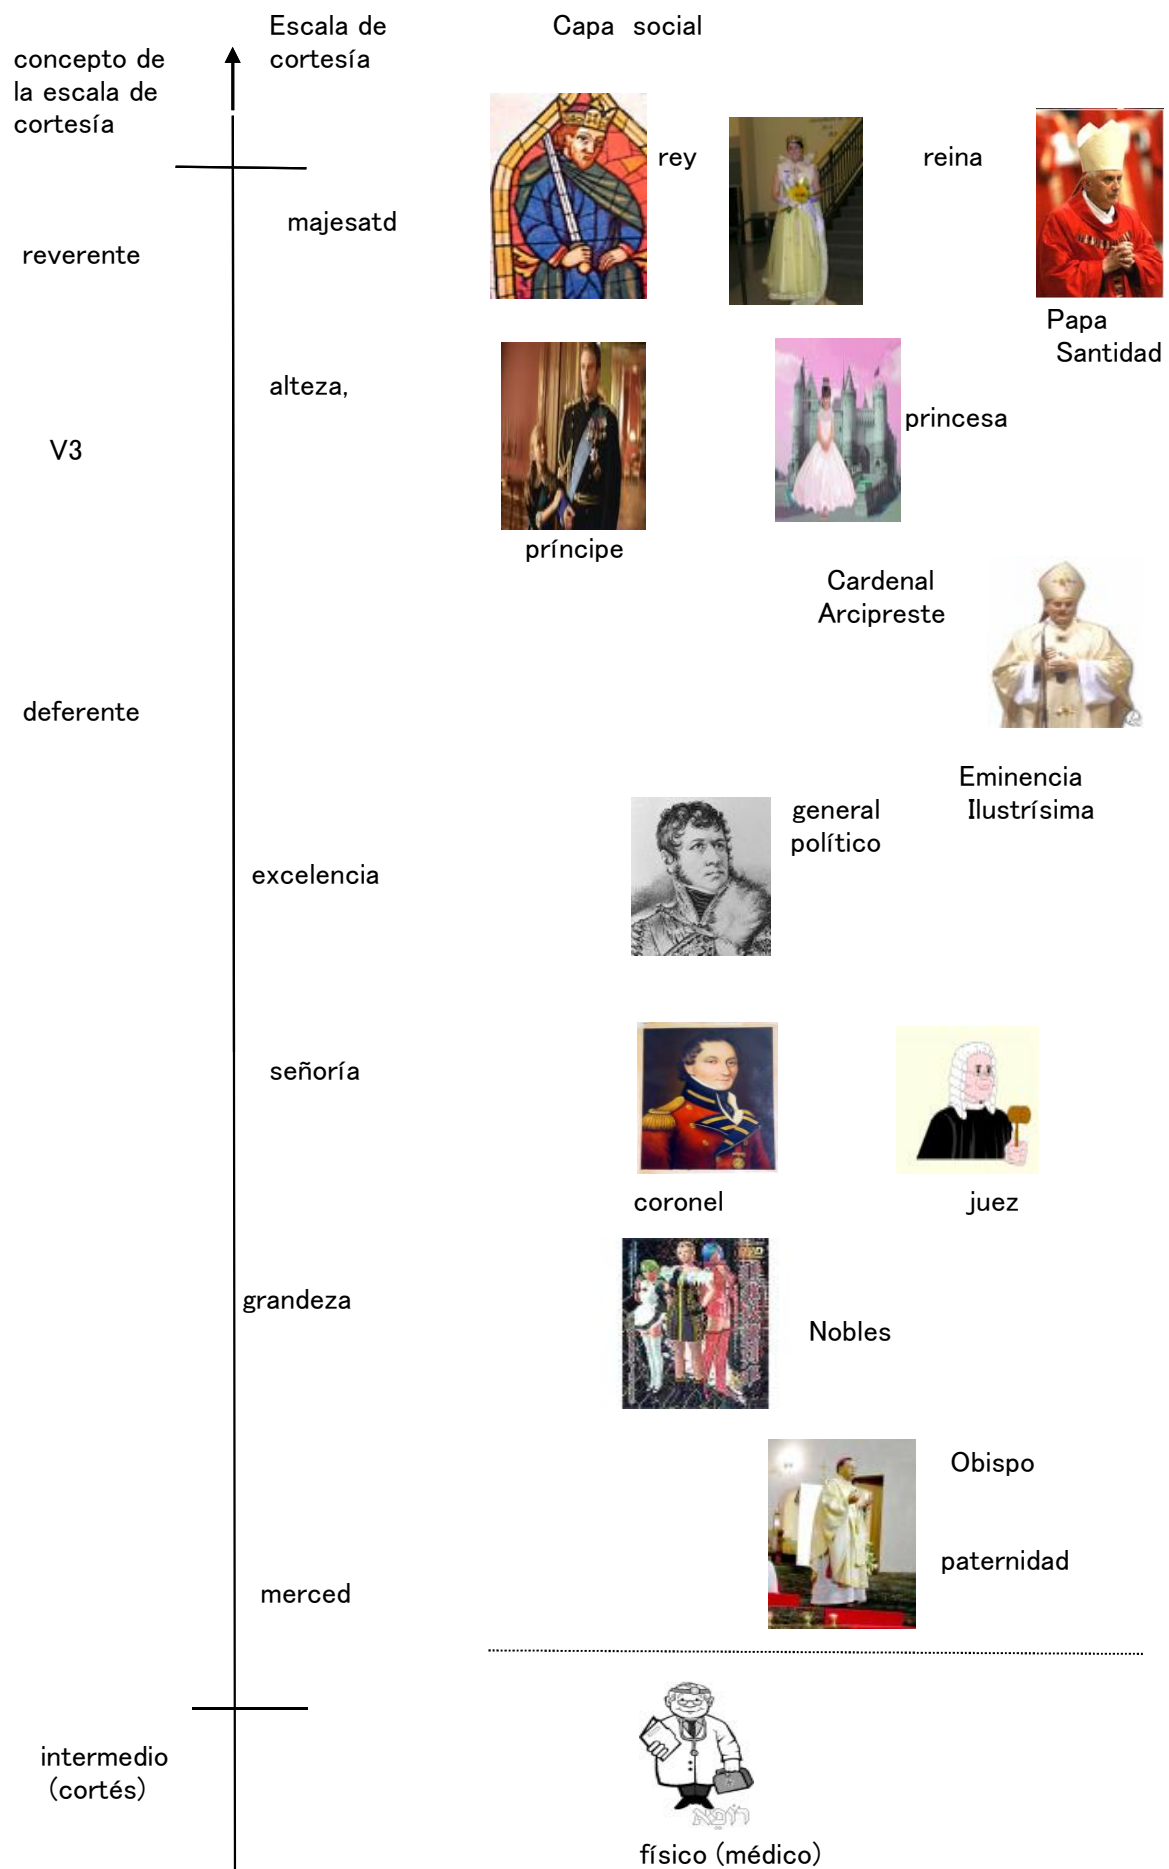 Escala de
cortesía
Capa social
concepto de
la escala de
cortesía
rey
reina
majesatd
reverente
Papa
Santidad
alteza,
princesa
V3
príncipe
Cardenal
Arcipreste
deferente
Eminencia
Ilustrísima
general
político
excelencia
señoría
coronel
juez
grandeza
Nobles
Obispo
paternidad
merced
intermedio
(cortés)
físico (médico)